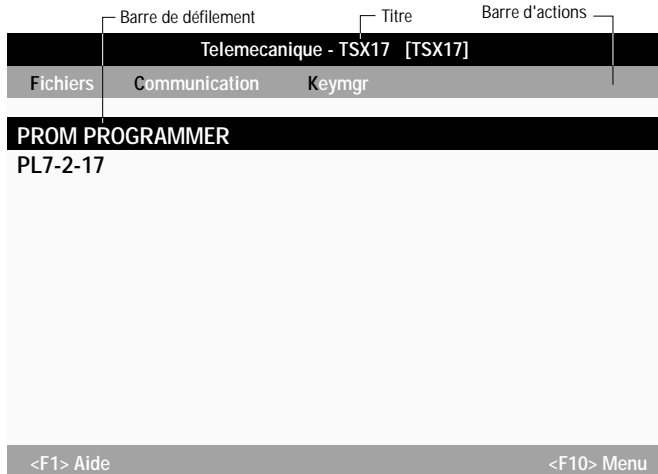 Barre de défilement Titre Barre d'actions
Telemecanique - TSX17 [TSX17]
Fichiers Communication Keymgr
PROM PROGRAMMER
PL7-2-17
<F1> Aide <F10> Menu